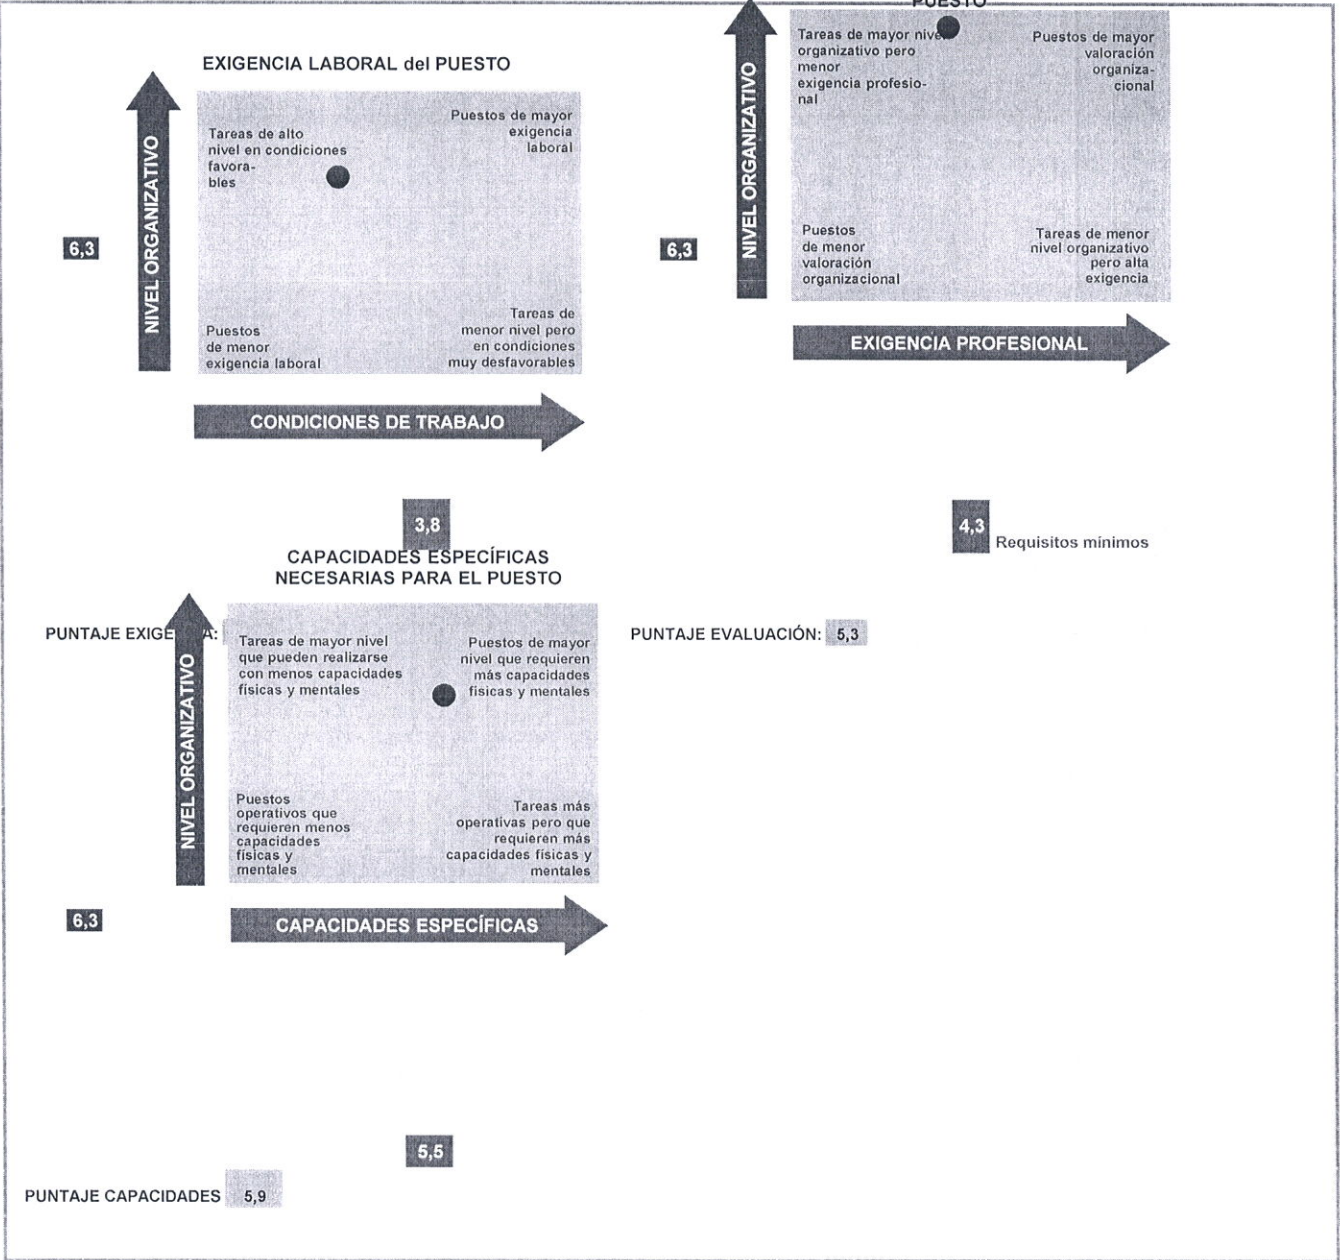 EXIGENCIA LABORAL del PUESTO
NIVEL ORGANIZATIVO
6,3
Tareas de alto
nivel en condiciones
favora-
bles
Puestos de mayor
exigencia
laboral
Puestos
de menor
exigencia laboral
Tareas de
menor nivel pero
en condiciones
muy desfavorables
CONDICIONES DE TRABAJO
3,8
PUESTO
NIVEL ORGANIZATIVO
6,3
Tareas de mayor nivel
organizativo pero
menor
exigencia profesio-
nal
Puestos de mayor
valoración
organiza-
cional
Puestos
de menor
valoración
organizacional
Tareas de menor
nivel organizativo
pero alta
exigencia
EXIGENCIA PROFESIONAL
4,3
Requisitos mínimos
CAPACIDADES ESPECÍFICAS
NECESARIAS PARA EL PUESTO
PUNTAJE
PUNTAJE EVALUACIÓN: 5,3
NIVEL ORGANIZATIVO
6,3
Tareas de mayor nivel
que pueden realizarse
con menos capacidades
físicas y mentales
Puestos de mayor
nivel que requieren
más capacidades
físicas y mentales
Puestos
operativos que
requieren menos
capacidades
físicas y
mentales
Tareas más
operativas pero que
requieren más
capacidades físicas y
mentales
CAPACIDADES ESPECÍFICAS
5,5
PUNTAJE CAPACIDADES 5,9